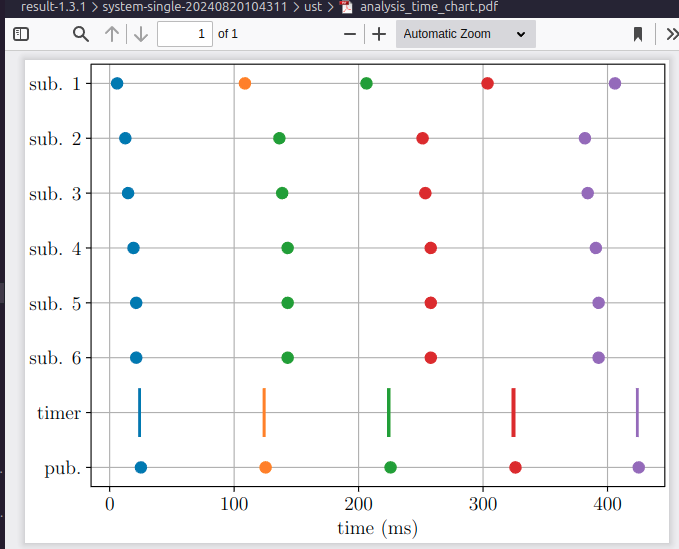 result-1.3.1 > system-single-20240820104311 > ust > analysis_time_chart.pdf
1 of 1 Automatic Zoom
sub. 1
sub. 2
sub. 3
sub. 4
sub. 5
sub. 6
timer
pub.
0 100 200 300 400
time (ms)